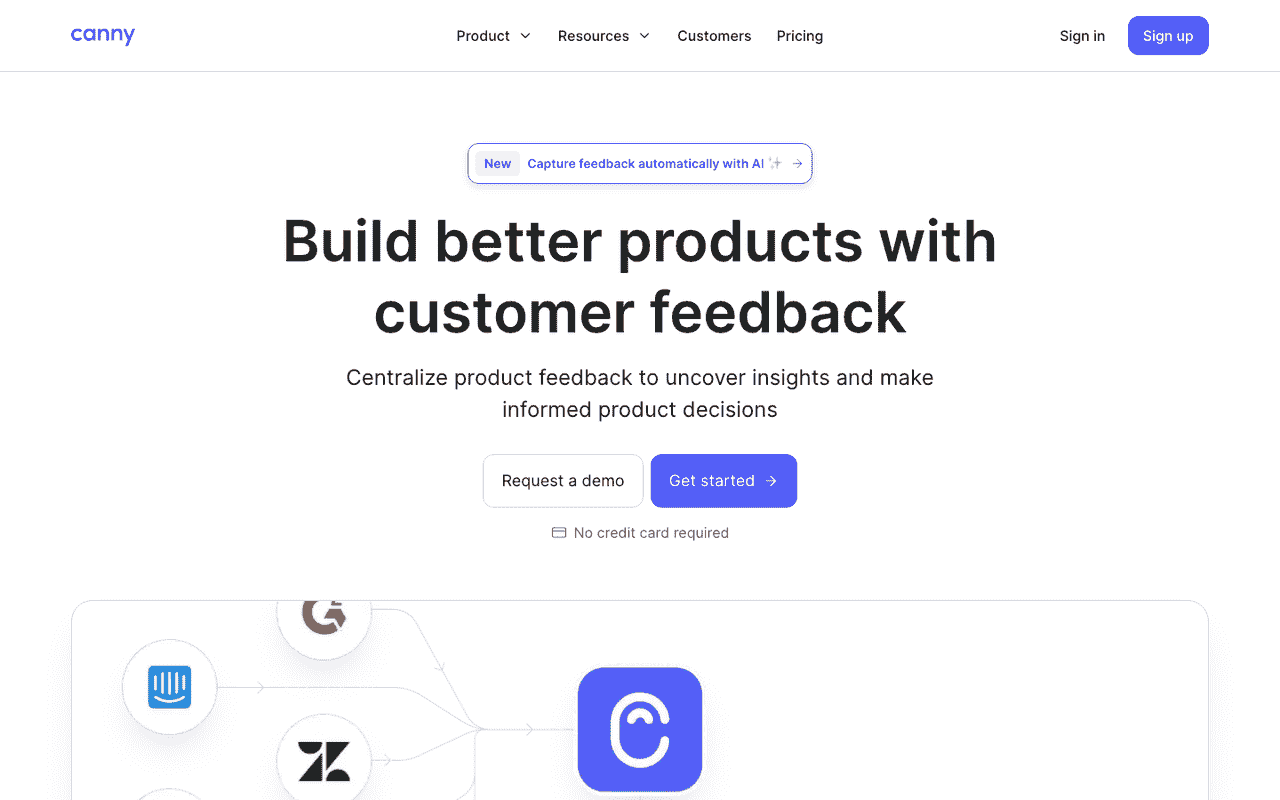 canny
Product
Resources
Customers
Pricing
Sign in
Sign up
New Capture feedback automatically with AI ✨ →
Build better products with
customer feedback
Centralize product feedback to uncover insights and make
informed product decisions
Request a demo
Get started →
No credit card required